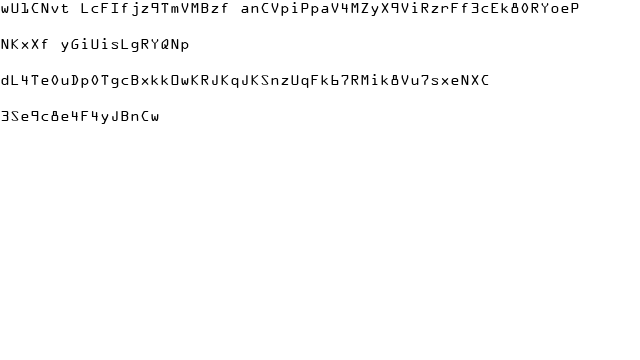 wU1CNvt LcFIfjz9TmVMBzf anCVpiPpaV4MZyX9ViRzrFf3cEk80RYoeP
NKxXf yGiUisLgRYQNp
dL4Te0uDp0TgcBxkkOwKRJKqJKSnzUqFk67RMik8Vu7sxeNXC
3Se9c8e4F4yJBnCw